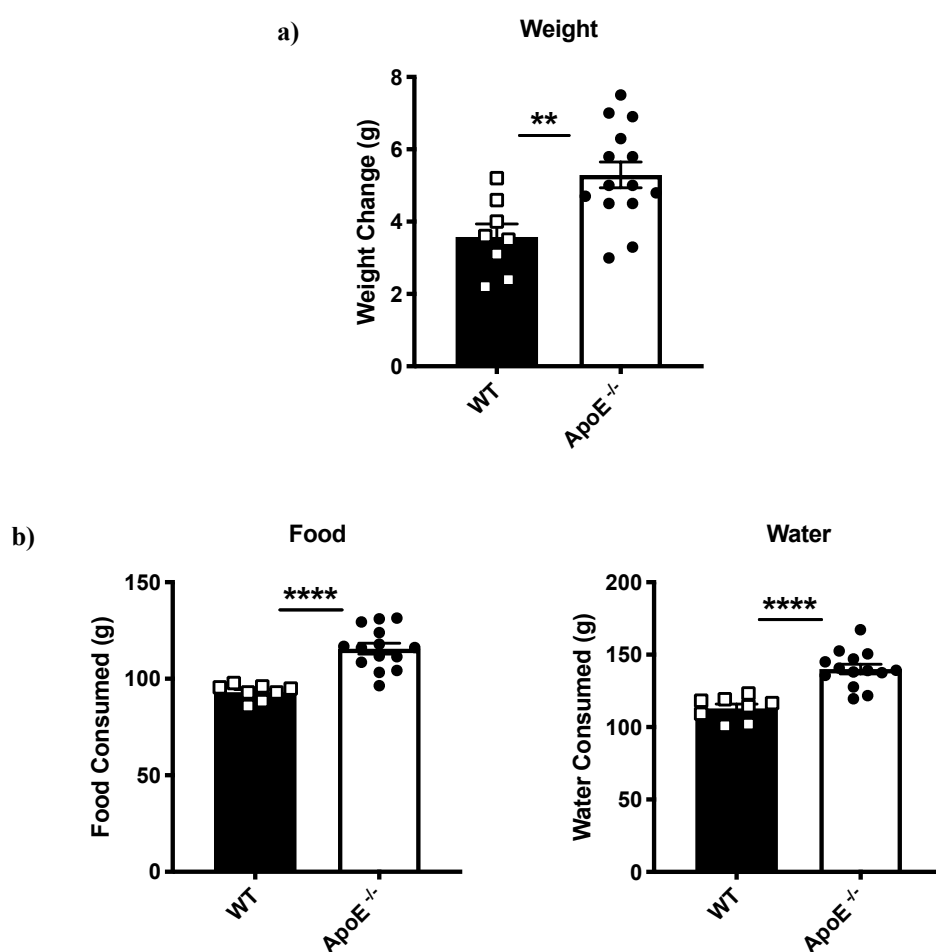 a)
Weight
8
6
4
2
0
Weight Change (g)
**
WT
ApoE -/-
b)
Food
150
100
50
0
Food Consumed (g)
****
WT
ApoE -/-
Water
200
150
100
50
0
Water Consumed (g)
****
WT
ApoE -/-